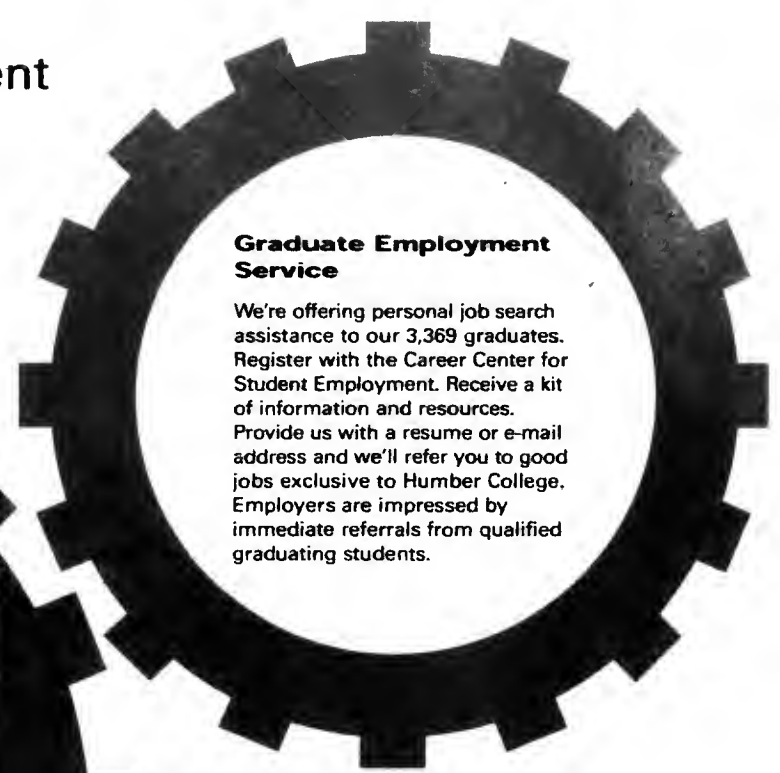 ent
Graduate Employment
Service
We're offering personal job search
assistance to our 3,369 graduates.
Register with the Career Center for
Student Employment. Receive a kit
of information and resources.
Provide us with a resume or e-mail
address and we'll refer you to good
jobs exclusive to Humber College.
Employers are impressed by
immediate referrals from qualified
graduating students.